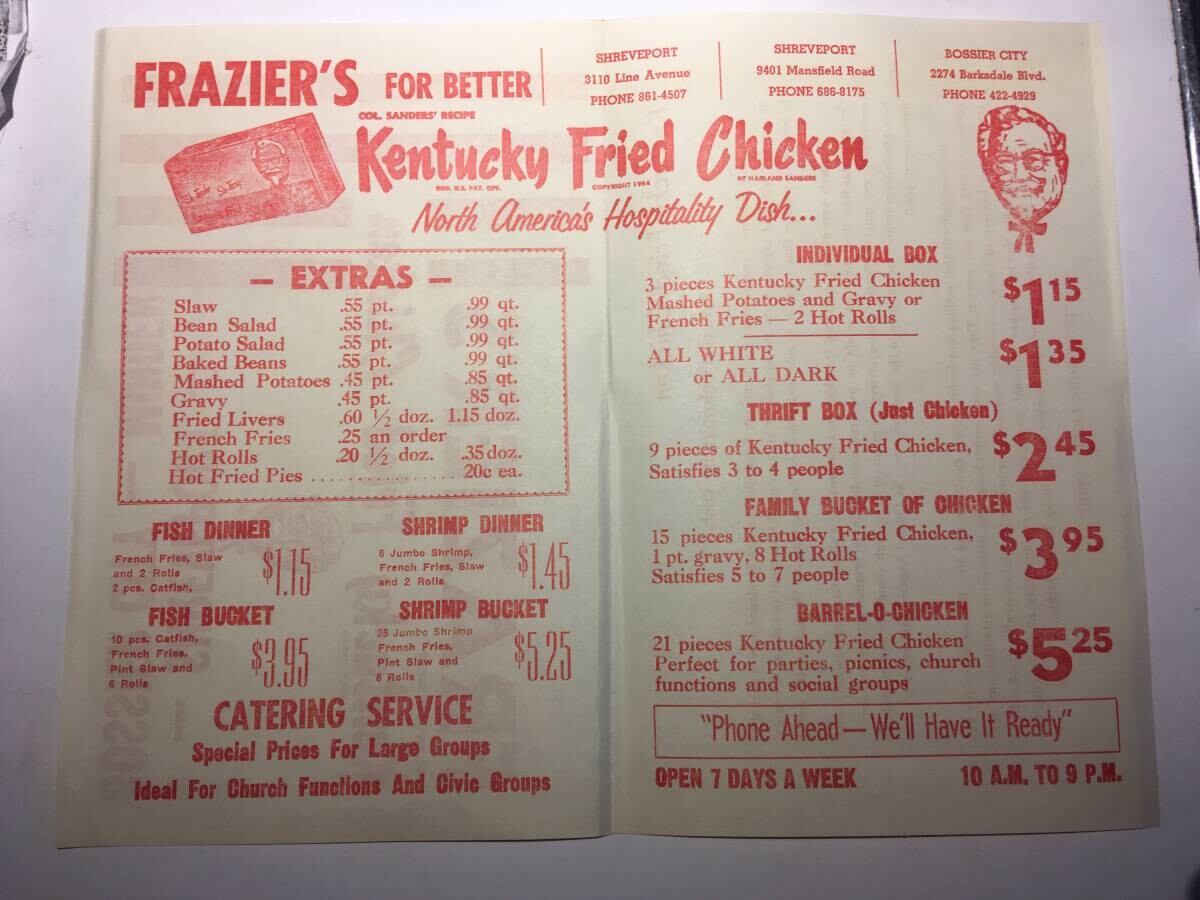 FRAZIER'S FOR BETTER
SHREVEPORT
3110 Line Avenue
PHONE 861-4507
SHREVEPORT
9401 Mansfield Road
PHONE 686-8175
BOSSIER CITY
2274 Barksdale Blvd.
PHONE 422-4929
COL. SANDERS' RECIPE
Kentucky Fried Chicken
REG. U.S. PAT. OFF.
COPYRIGHT 1954
BY HARLAND SANDERS
North America's Hospitality Dish...
— EXTRAS —
Slaw .55 pt. .99 qt.
Bean Salad .55 pt. .99 qt.
Potato Salad .55 pt. .99 qt.
Baked Beans .55 pt. .99 qt.
Mashed Potatoes .45 pt. .85 qt.
Gravy .45 pt. .85 qt.
Fried Livers .60 ½ doz. 1.15 doz.
French Fries .25 an order
Hot Rolls .20 ½ doz. .35 doz.
Hot Fried Pies .............. 20c ea.
FISH DINNER
French Fries, Slaw
and 2 Rolls
2 pcs. Catfish,
$1.15
SHRIMP DINNER
6 Jumbo Shrimp,
French Fries, Slaw
and 2 Rolls
$1.45
FISH BUCKET
10 pcs. Catfish,
French Fries,
Pint Slaw and
6 Rolls
$3.95
SHRIMP BUCKET
25 Jumbo Shrimp
French Fries,
Pint Slaw and
6 Rolls
$5.25
CATERING SERVICE
Special Prices For Large Groups
Ideal For Church Functions And Civic Groups
INDIVIDUAL BOX
3 pieces Kentucky Fried Chicken
Mashed Potatoes and Gravy or
French Fries — 2 Hot Rolls
$1 15
ALL WHITE
or ALL DARK
$1 35
THRIFT BOX (Just Chicken)
9 pieces of Kentucky Fried Chicken,
Satisfies 3 to 4 people
$2 45
FAMILY BUCKET OF CHICKEN
15 pieces Kentucky Fried Chicken,
1 pt. gravy, 8 Hot Rolls
Satisfies 5 to 7 people
$3 95
BARREL-O-CHICKEN
21 pieces Kentucky Fried Chicken
Perfect for parties, picnics, church
functions and social groups
$5 25
"Phone Ahead — We'll Have It Ready"
OPEN 7 DAYS A WEEK 10 A.M. TO 9 P.M.